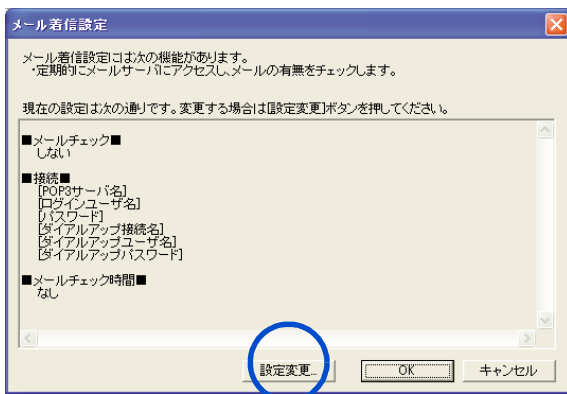 メール着信設定
メール着信設定には次の機能があります。
・定期的にメールサーバにアクセスし、メールの有無をチェックします。
現在の設定は次の通りです。変更する場合は[設定変更]ボタンを押してください。
■メールチェック■
しない
■接続■
[POP3サーバ名]
[ログインユーザ名]
[パスワード]
[ダイアルアップ接続名]
[ダイアルアップユーザ名]
[ダイアルアップパスワード]
■メールチェック時間■
なし
設定変更...
OK
キャンセル